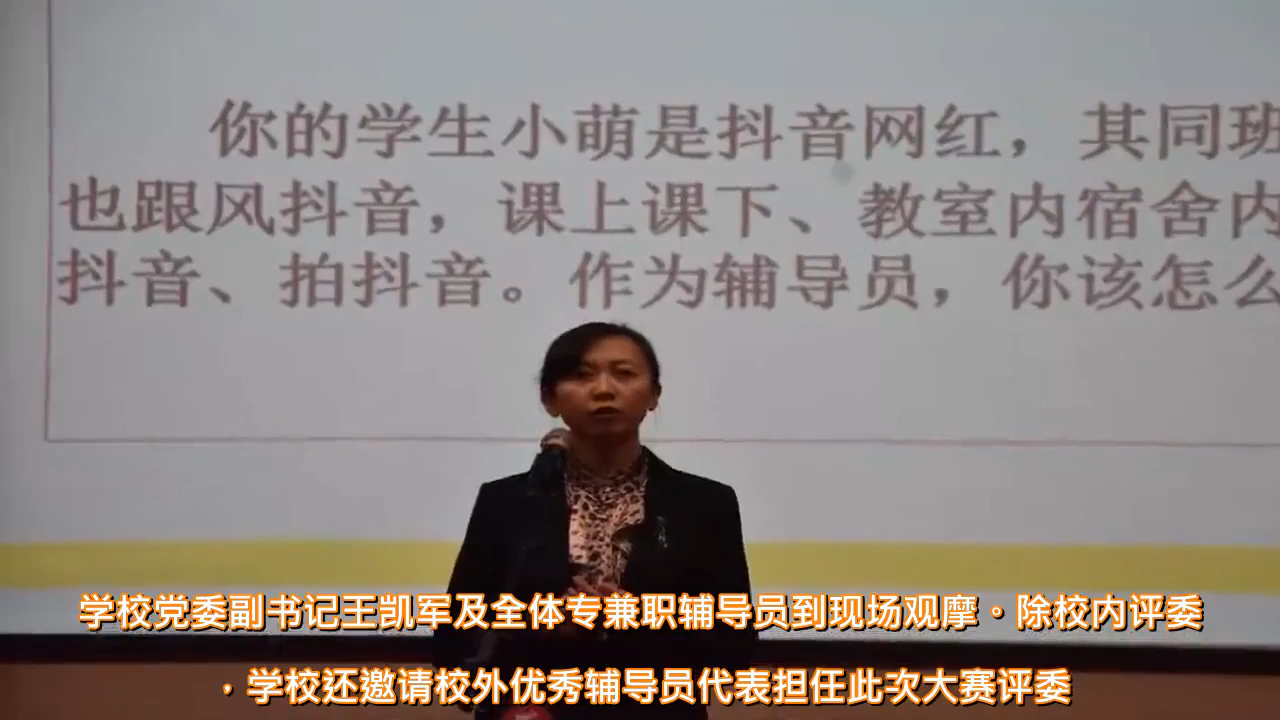 你的学生小萌是抖音网红，其同班
也跟风抖音，课上课下、教室内宿舍内
抖音、拍抖音。作为辅导员，你该怎么
学校党委副书记王凯军及全体专兼职辅导员到现场观摩。除校内评委
，学校还邀请校外优秀辅导员代表担任此次大赛评委